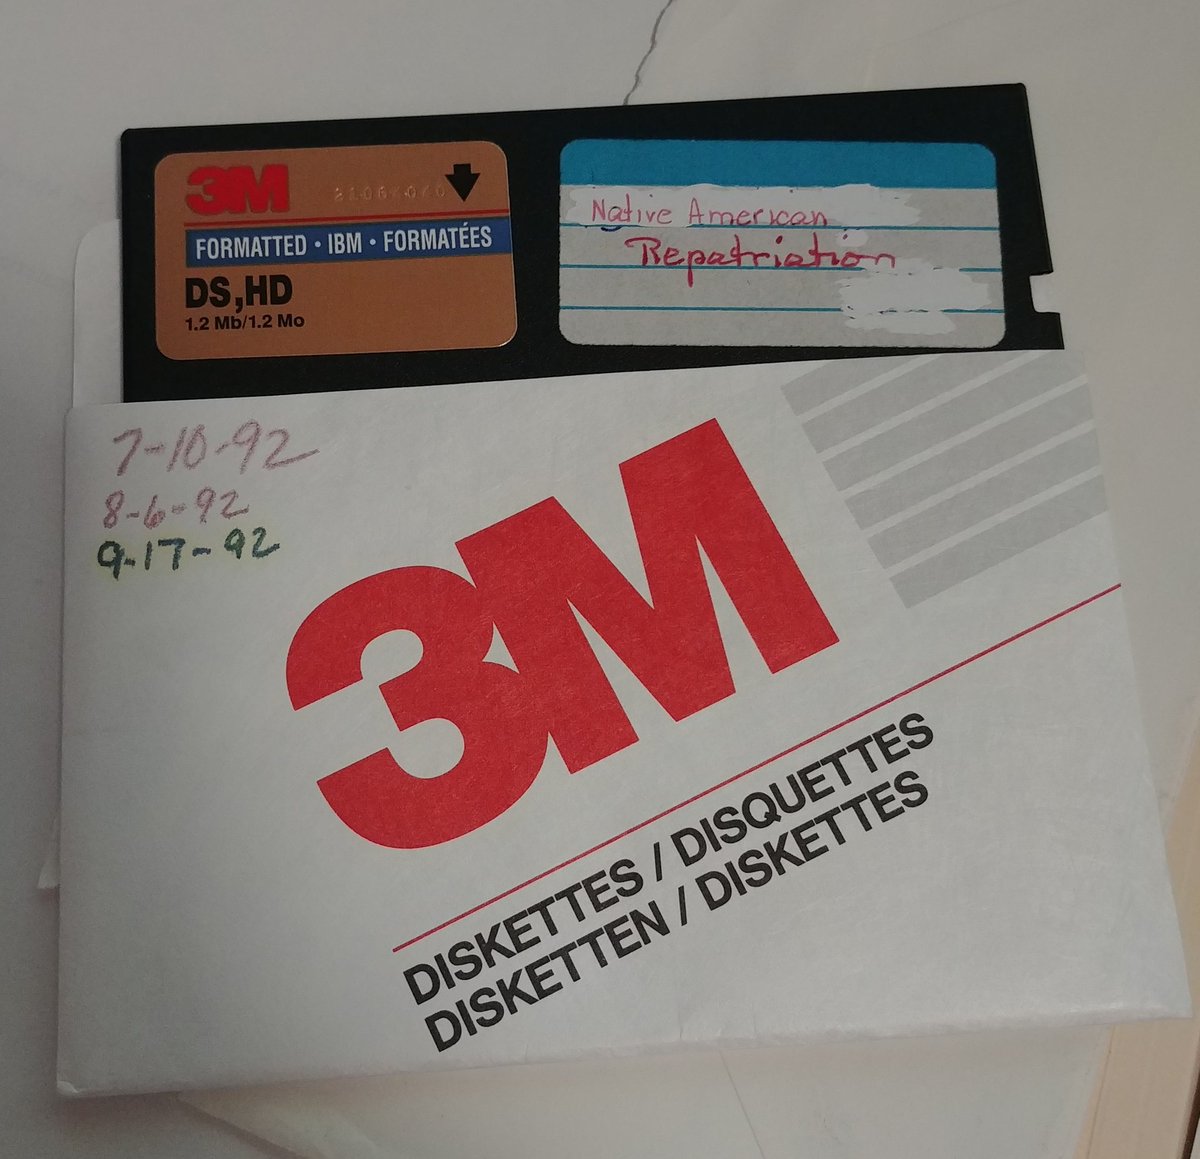 3M
FORMATTED · IBM · FORMATÉES
DS,HD
1.2 Mb/1.2 Mo
Native American
Repatriation
7-10-92
8-6-92
9-17-92
3M
DISKETTES / DISQUETTES
DISKETTEN / DISKETTES